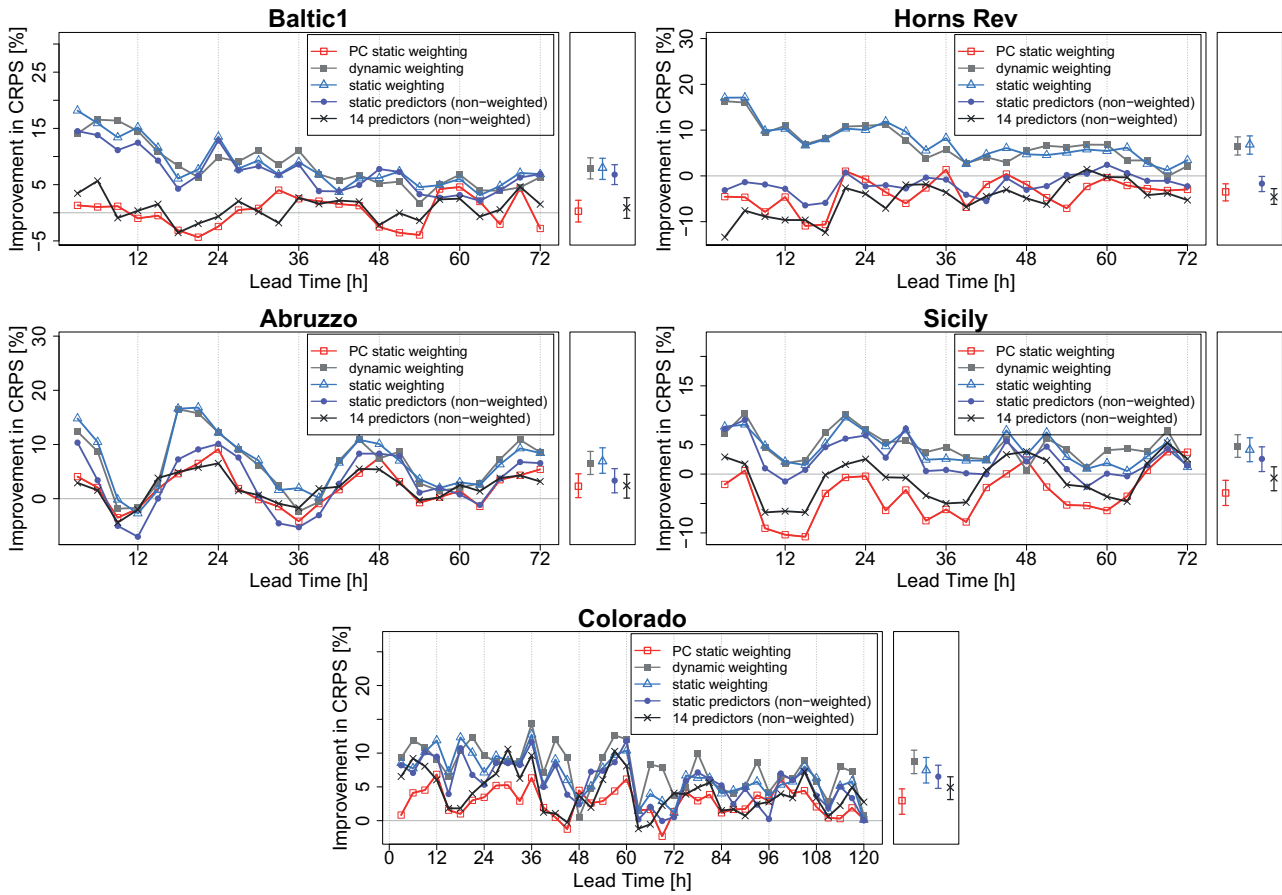 Baltic1
Improvement in CRPS [%]
−5
5
15
25
PC static weighting
dynamic weighting
static weighting
static predictors (non−weighted)
14 predictors (non−weighted)
12
24
36
48
60
72
Lead Time [h]
Horns Rev
Improvement in CRPS [%]
−10
0
10
20
30
PC static weighting
dynamic weighting
static weighting
static predictors (non−weighted)
14 predictors (non−weighted)
12
24
36
48
60
72
Lead Time [h]
Abruzzo
Improvement in CRPS [%]
0
10
20
30
PC static weighting
dynamic weighting
static weighting
static predictors (non−weighted)
14 predictors (non−weighted)
12
24
36
48
60
72
Lead Time [h]
Sicily
Improvement in CRPS [%]
−10
0
5
15
PC static weighting
dynamic weighting
static weighting
static predictors (non−weighted)
14 predictors (non−weighted)
12
24
36
48
60
72
Lead Time [h]
Colorado
Improvement in CRPS [%]
0
5
10
20
PC static weighting
dynamic weighting
static weighting
static predictors (non−weighted)
14 predictors (non−weighted)
0
12
24
36
48
60
72
84
96
108
120
Lead Time [h]